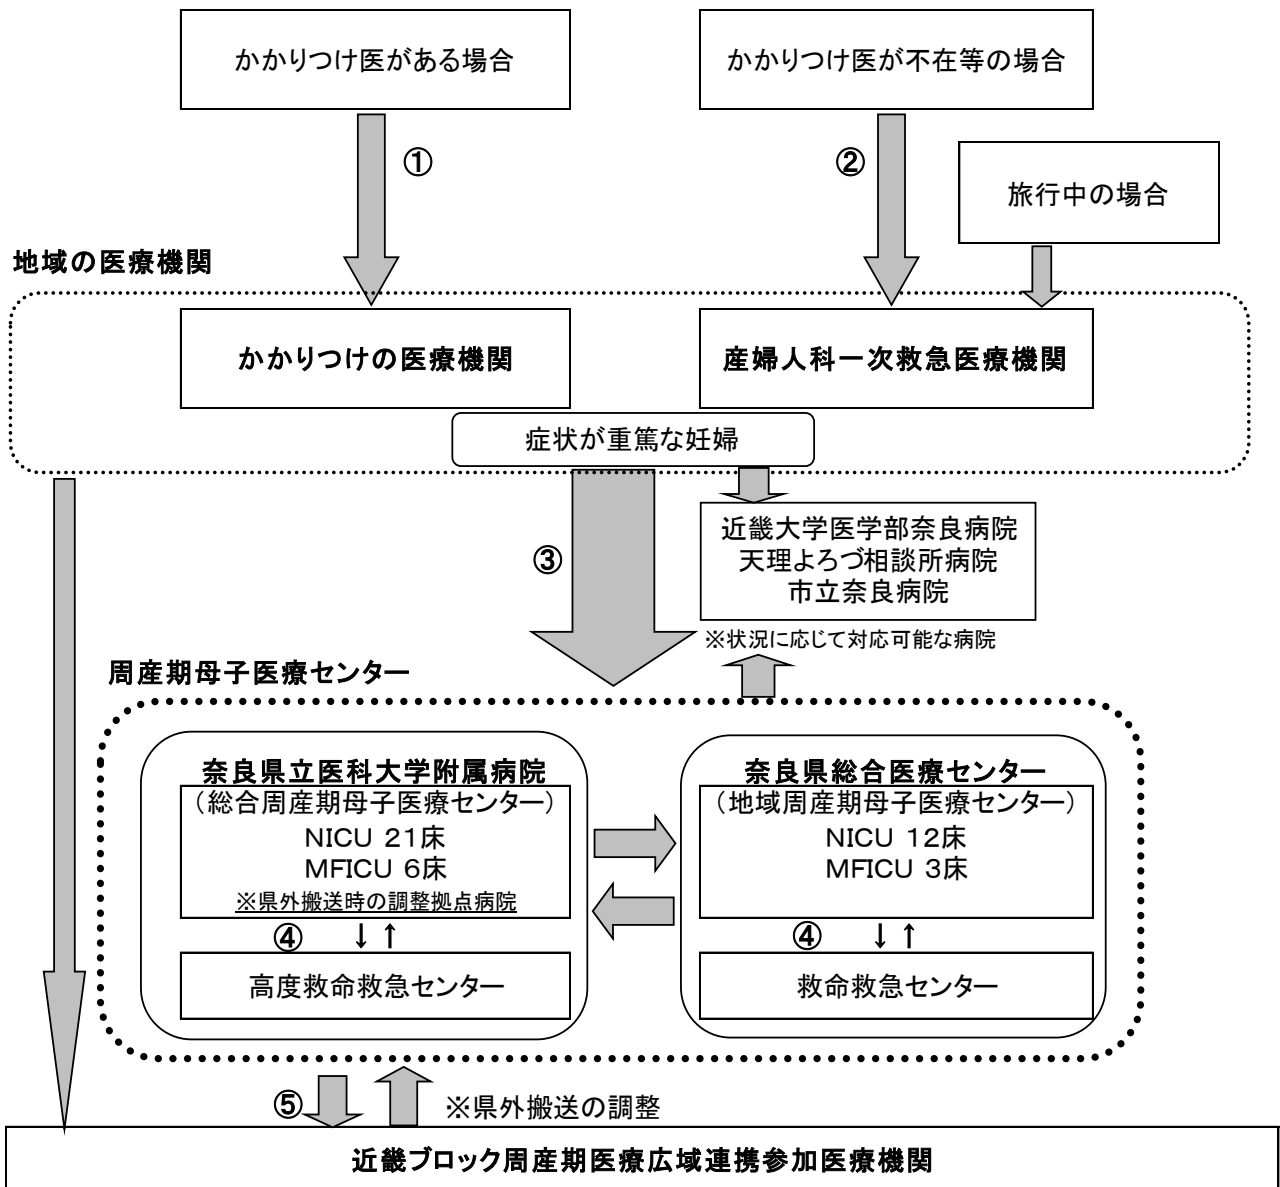 かかりつけ医がある場合
かかりつけ医が不在等の場合
①
②
旅行中の場合
地域の医療機関
かかりつけの医療機関
産婦人科一次救急医療機関
症状が重篤な妊婦
③
近畿大学医学部奈良病院
天理よろづ相談所病院
市立奈良病院
※状況に応じて対応可能な病院
周産期母子医療センター
奈良県立医科大学附属病院
（総合周産期母子医療センター）
NICU 21床
MFICU 6床
※県外搬送時の調整拠点病院
④ ↓↑
高度救命救急センター
奈良県総合医療センター
（地域周産期母子医療センター）
NICU 12床
MFICU 3床
④ ↓↑
救命救急センター
⑤
※県外搬送の調整
近畿ブロック周産期医療広域連携参加医療機関